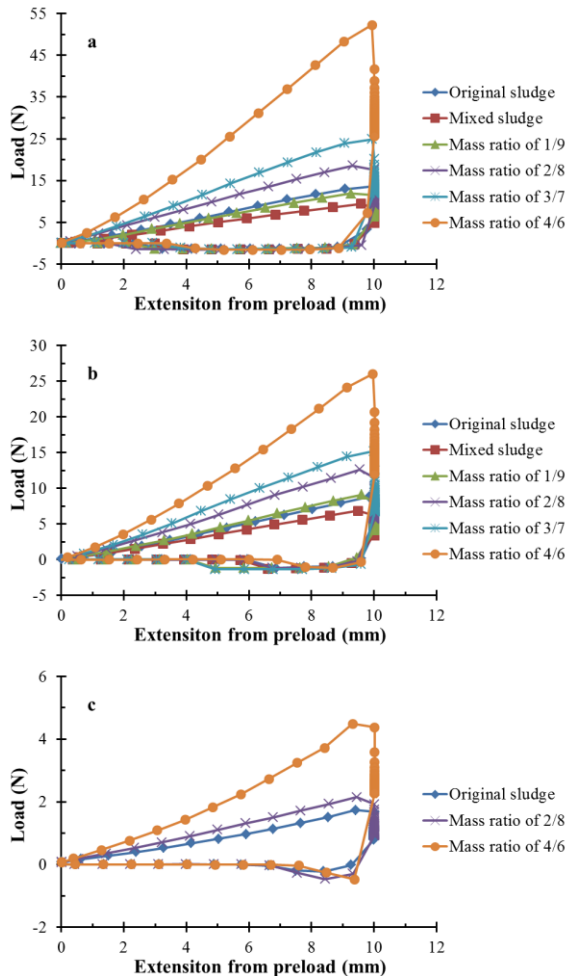 55
a
45
35
25
15
5
-5
Load (N)
0 2 4 6 8 10 12
Extensiton from preload (mm)
Original sludge
Mixed sludge
Mass ratio of 1/9
Mass ratio of 2/8
Mass ratio of 3/7
Mass ratio of 4/6
30
b
25
20
15
10
5
0
-5
Load (N)
0 2 4 6 8 10 12
Extensiton from preload (mm)
Original sludge
Mixed sludge
Mass ratio of 1/9
Mass ratio of 2/8
Mass ratio of 3/7
Mass ratio of 4/6
6
c
4
2
0
-2
Load (N)
0 2 4 6 8 10 12
Extensiton from preload (mm)
Original sludge
Mass ratio of 2/8
Mass ratio of 4/6